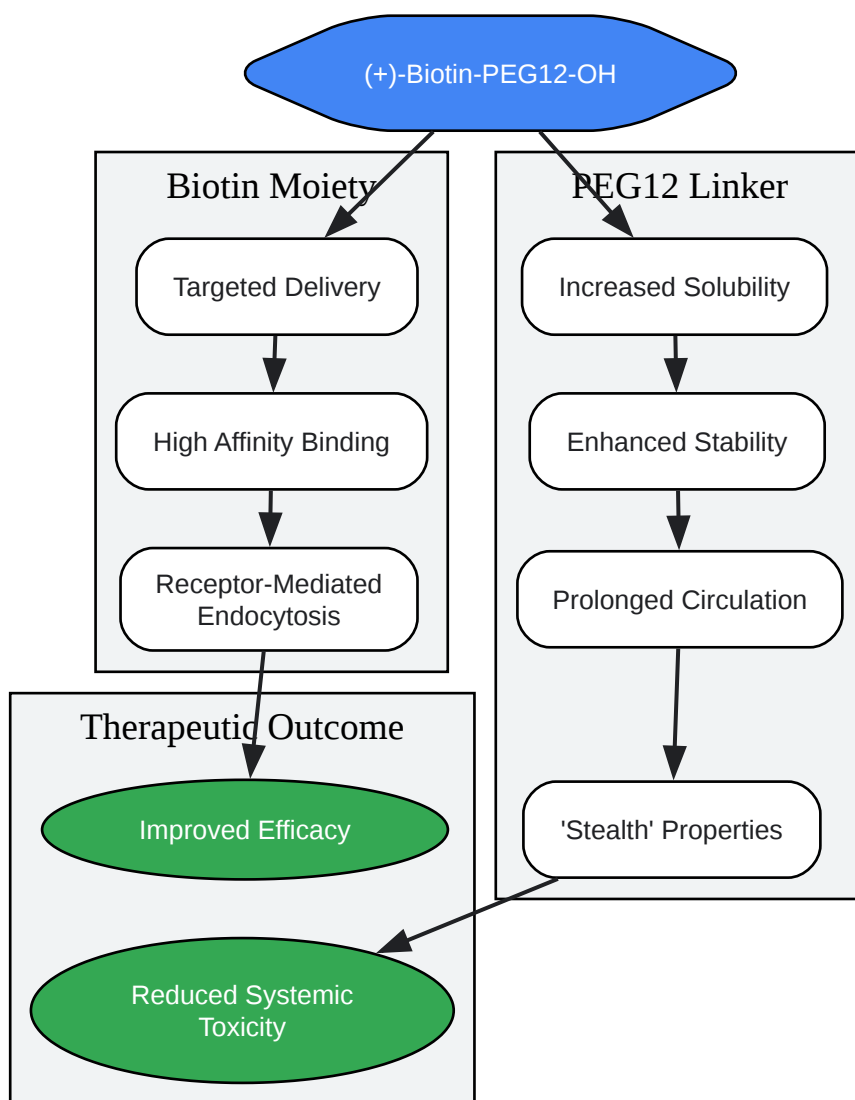 (+)-Biotin-PEG12-OH
Biotin Moiety
Targeted Delivery
High Affinity Binding
Receptor-Mediated
Endocytosis
PEG12 Linker
Increased Solubility
Enhanced Stability
Prolonged Circulation
'Stealth' Properties
Therapeutic Outcome
Improved Efficacy
Reduced Systemic
Toxicity